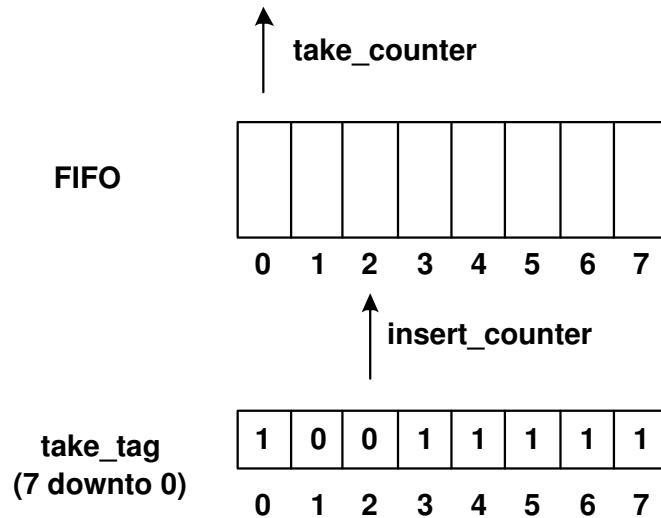 take_counter
FIFO
0 1 2 3 4 5 6 7
insert_counter
take_tag
(7 downto 0)
1 0 0 1 1 1 1 1
0 1 2 3 4 5 6 7